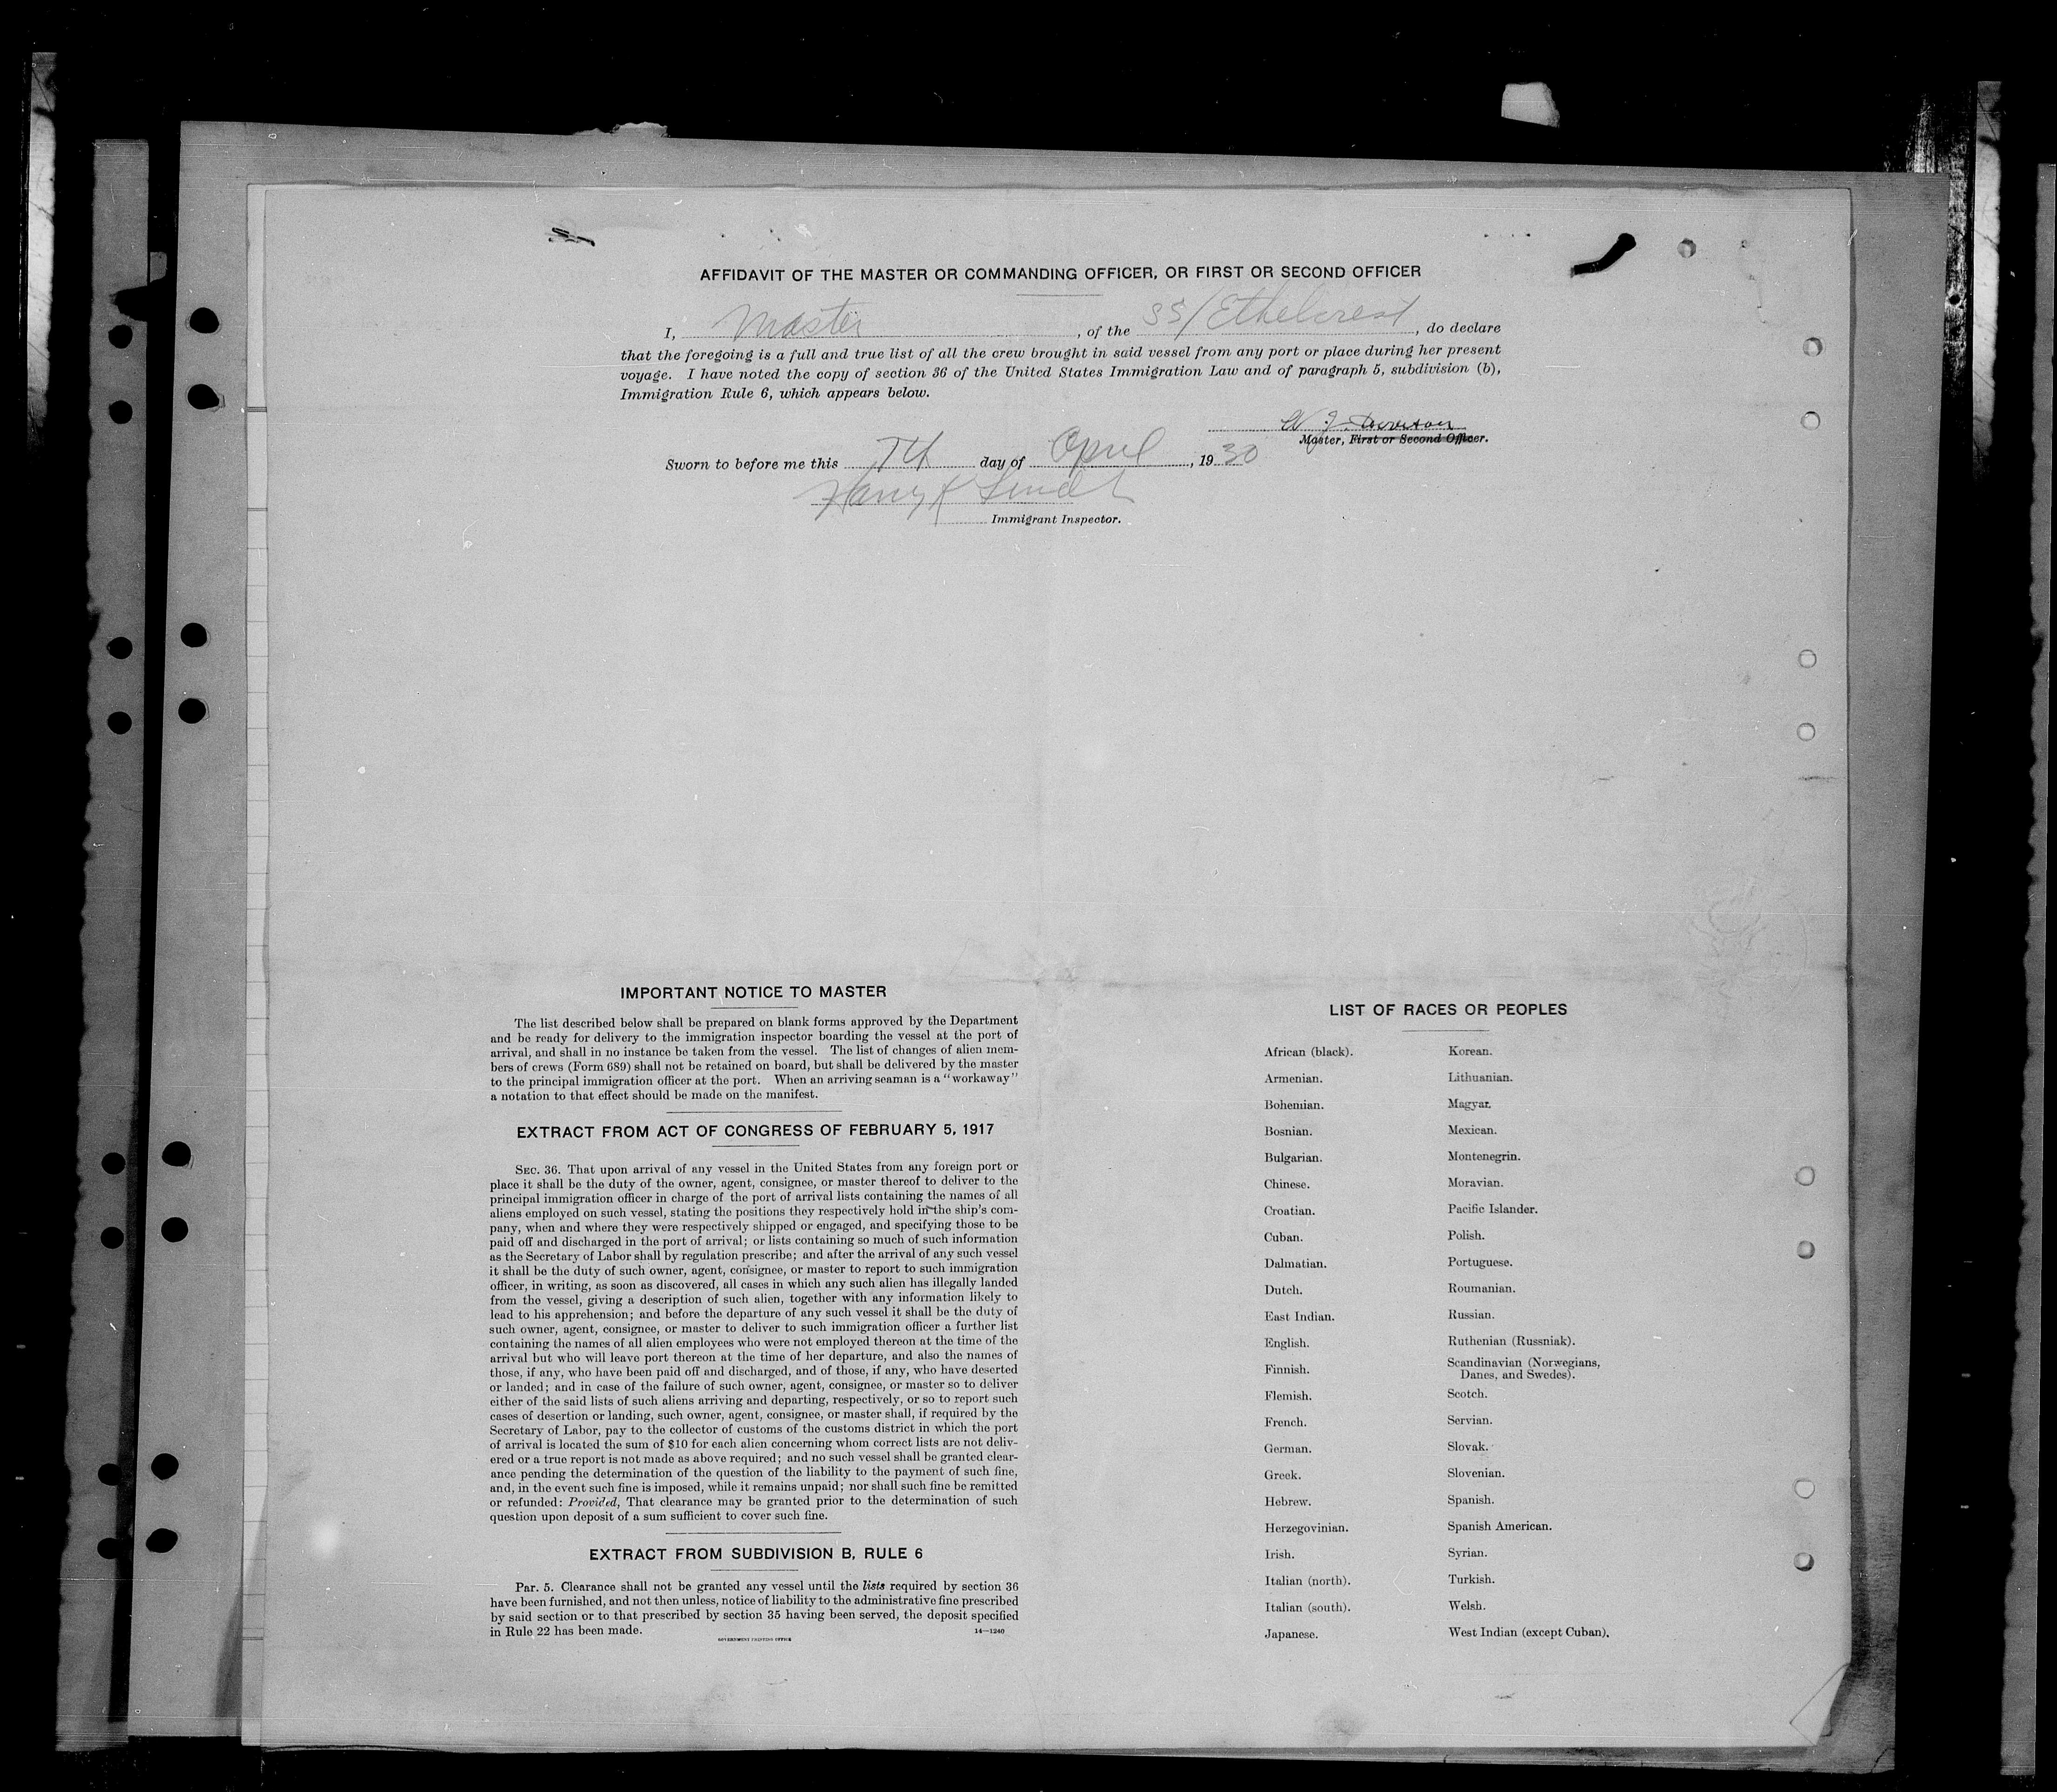 AFFIDAVIT OF THE MASTER OR COMMANDING OFFICER, OR FIRST OR SECOND OFFICER
I, Master, of the SS/Ethelcrest, do declare
that the foregoing is a full and true list of all the crew brought in said vessel from any port or place during her present
voyage. I have noted the copy of section 36 of the United States Immigration Law and of paragraph 5, subdivision (b),
Immigration Rule 6, which appears below.
W. J.
Master, First or Second Officer.
Sworn to before me this 7th day of April, 1930
Harry
Immigrant Inspector.
IMPORTANT NOTICE TO MASTER
The list described below shall be prepared on blank forms approved by the Department
and be ready for delivery to the immigration inspector boarding the vessel at the port of
arrival, and shall in no instance be taken from the vessel. The list of changes of alien mem-
bers of crews (Form 689) shall not be retained on board, but shall be delivered by the master
to the principal immigration officer at the port. When an arriving seaman is a "workaway"
a notation to that effect should be made on the manifest.
EXTRACT FROM ACT OF CONGRESS OF FEBRUARY 5, 1917
SEC. 36. That upon arrival of any vessel in the United States from any foreign port or
place it shall be the duty of the owner, agent, consignee, or master thereof to deliver to the
principal immigration officer in charge of the port of arrival lists containing the names of all
aliens employed on such vessel, stating the positions they respectively hold in the ship's com-
pany, when and where they were respectively shipped or engaged, and specifying those to be
paid off and discharged in the port of arrival; or lists containing so much of such information
as the Secretary of Labor shall by regulation prescribe; and after the arrival of any such vessel
it shall be the duty of such owner, agent, consignee, or master to report to such immigration
officer, in writing, as soon as discovered, all cases in which any such alien has illegally landed
from the vessel, giving a description of such alien, together with any information likely to
lead to his apprehension; and before the departure of any such vessel it shall be the duty of
such owner, agent, consignee, or master to deliver to such immigration officer a further list
containing the names of all alien employees who were not employed thereon at the time of the
arrival but who will leave port thereon at the time of her departure, and also the names of
those, if any, who have been paid off and discharged, and of those, if any, who have deserted
or landed; and in case of the failure of such owner, agent, consignee, or master so to deliver
either of the said lists of such aliens arriving and departing, respectively, or so to report such
cases of desertion or landing, such owner, agent, consignee, or master shall, if required by the
Secretary of Labor, pay to the collector of customs of the customs district in which the port
of arrival is located the sum of $10 for each alien concerning whom correct lists are not deliv-
ered or a true report is not made as above required; and no such vessel shall be granted clear-
ance pending the determination of the question of the liability to the payment of such fine,
and, in the event such fine is imposed, while it remains unpaid; nor shall such fine be remitted
or refunded: Provided, That clearance may be granted prior to the determination of such
question upon deposit of a sum sufficient to cover such fine.
EXTRACT FROM SUBDIVISION B, RULE 6
Par. 5. Clearance shall not be granted any vessel until the lists required by section 36
have been furnished, and not then unless, notice of liability to the administrative fine prescribed
by said section or to that prescribed by section 35 having been served, the deposit specified
in Rule 22 has been made.
GOVERNMENT PRINTING OFFICE 14—1240
LIST OF RACES OR PEOPLES
African (black). Korean.
Armenian. Lithuanian.
Bohemian. Magyar.
Bosnian. Mexican.
Bulgarian. Montenegrin.
Chinese. Moravian.
Croatian. Pacific Islander.
Cuban. Polish.
Dalmatian. Portuguese.
Dutch. Roumanian.
East Indian. Russian.
English. Ruthenian (Russniak).
Finnish. Scandinavian (Norwegians,
Danes, and Swedes).
Flemish. Scotch.
French. Servian.
German. Slovak.
Greek. Slovenian.
Hebrew. Spanish.
Herzegovinian. Spanish American.
Irish. Syrian.
Italian (north). Turkish.
Italian (south). Welsh.
Japanese. West Indian (except Cuban).